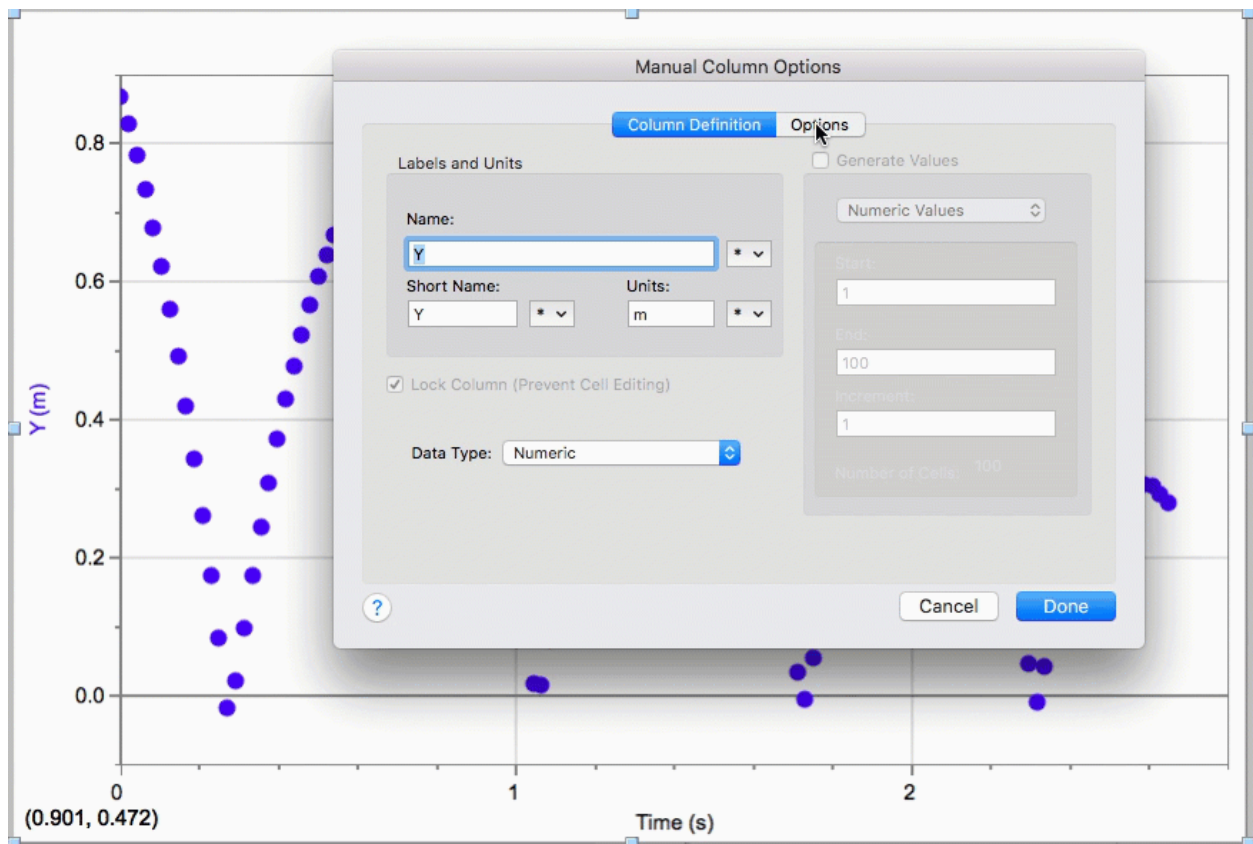 Manual Column Options
Column Definition Options
Labels and Units
Generate Values
Name:
Numeric Values
Y
*
Start:
Short Name:
Units:
1
Y
*
m
*
End:
100
Lock Column (Prevent Cell Editing)
Increment:
1
Data Type:
Numeric
Number of Cells: 100
?
Cancel
Done
0.8
0.6
0.4
0.2
0.0
Y (m)
0
1
2
(0.901, 0.472)
Time (s)